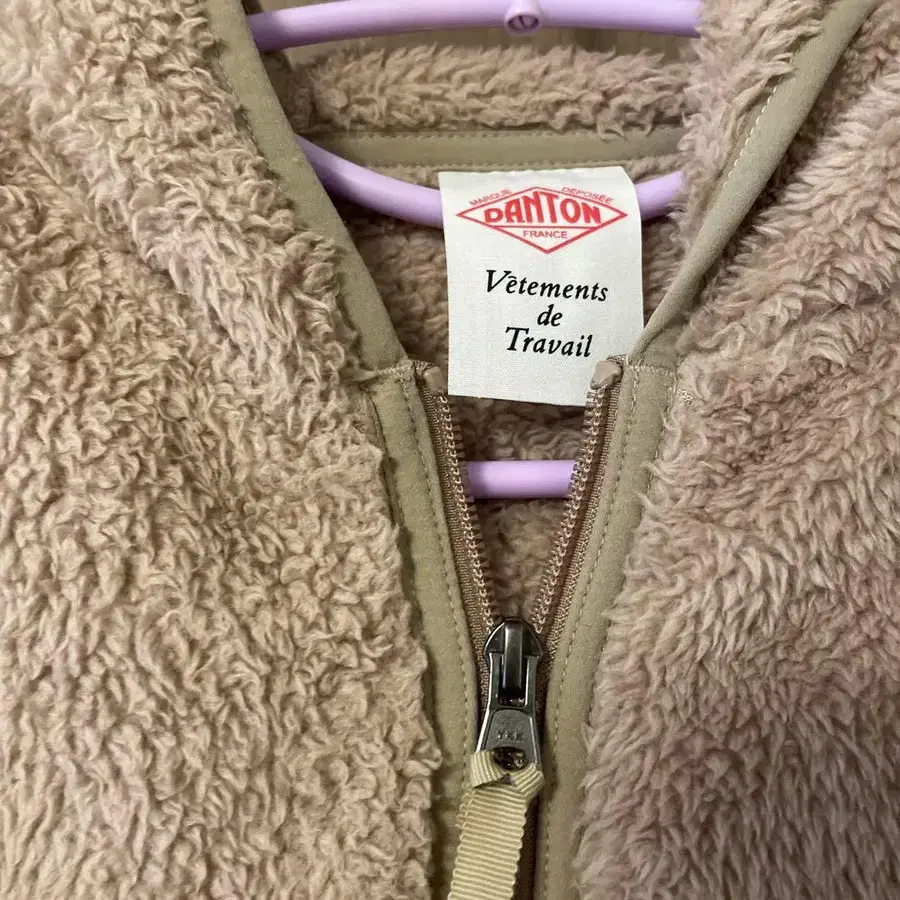 MARQUE DÉPOSÉE
DANTON
FRANCE
Vêtements
de
Travail
YKK